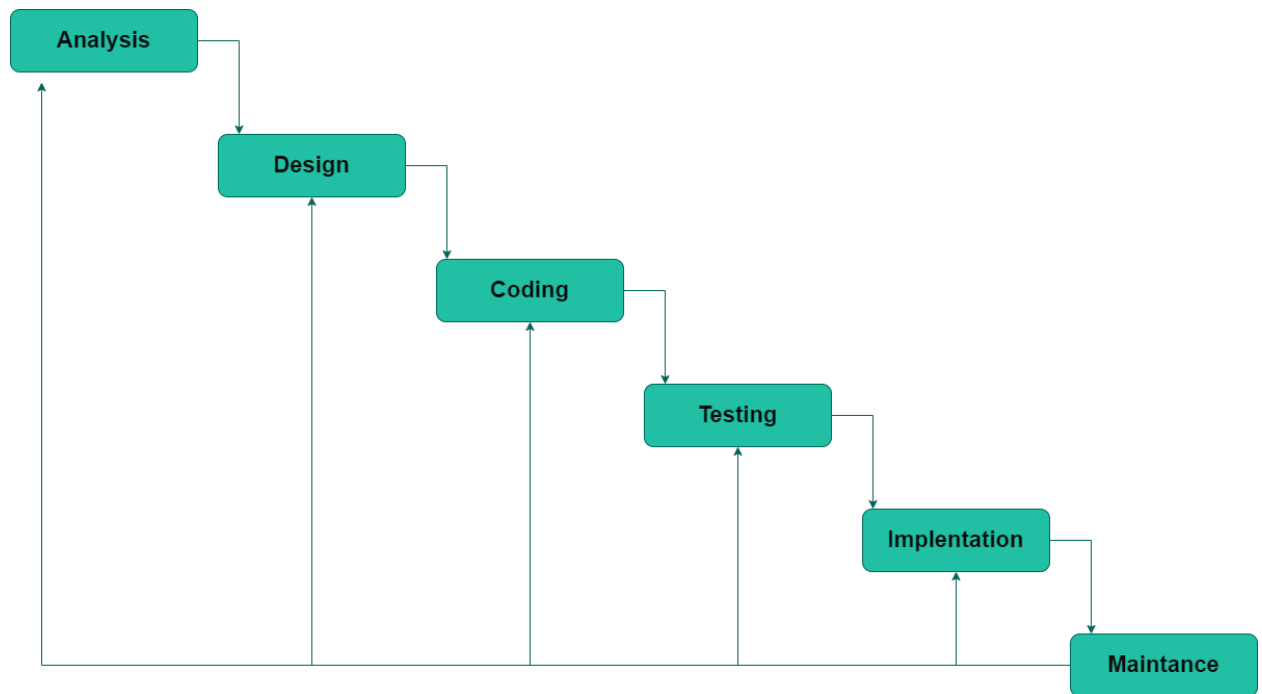 Analysis
Design
Coding
Testing
Implentation
Maintance